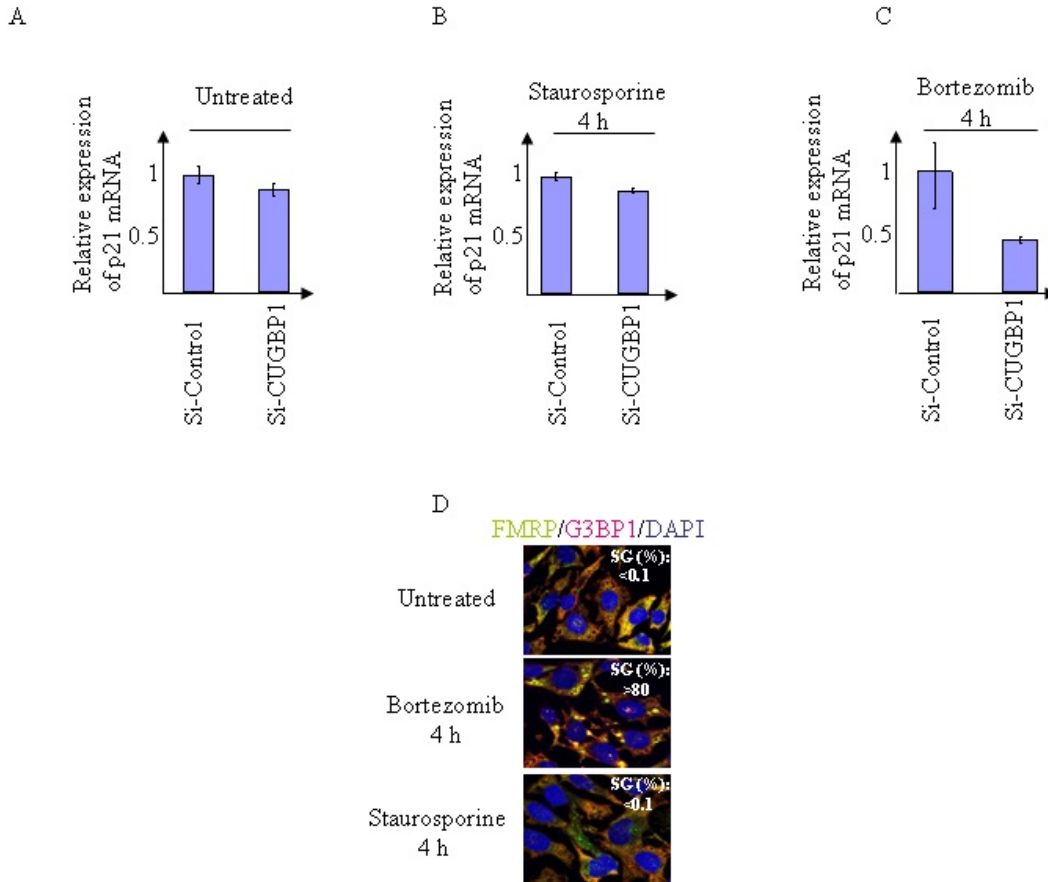 A
Untreated
Relative expression
of p21 mRNA
1
0.5
Si-Control
Si-CUGBP1
B
Staurosporine
4 h
Relative expression
of p21 mRNA
1
0.5
Si-Control
Si-CUGBP1
C
Bortezomib
4 h
Relative expression
of p21 mRNA
1
0.5
Si-Control
Si-CUGBP1
D
FMRP/G3BP1/DAPI
Untreated
SG (%):
<0.1
Bortezomib
4 h
SG (%):
>80
Staurosporine
4 h
SG (%):
<0.1